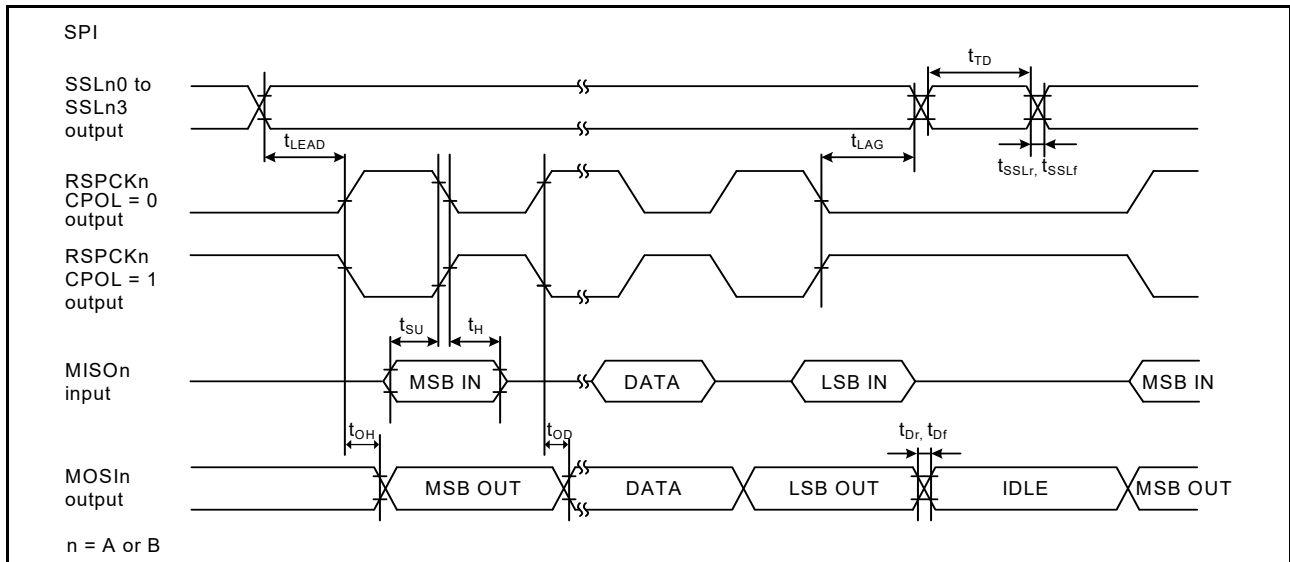 SPI
SSLn0 to
SSLn3
output
tTD
tLEAD
tLAG
tSSLr, tSSLf
RSPCKn
CPOL = 0
output
RSPCKn
CPOL = 1
output
tSU
tH
MISOn
input
MSB IN
DATA
LSB IN
MSB IN
tOH
tOD
tDr, tDf
MOSIn
output
MSB OUT
DATA
LSB OUT
IDLE
MSB OUT
n = A or B